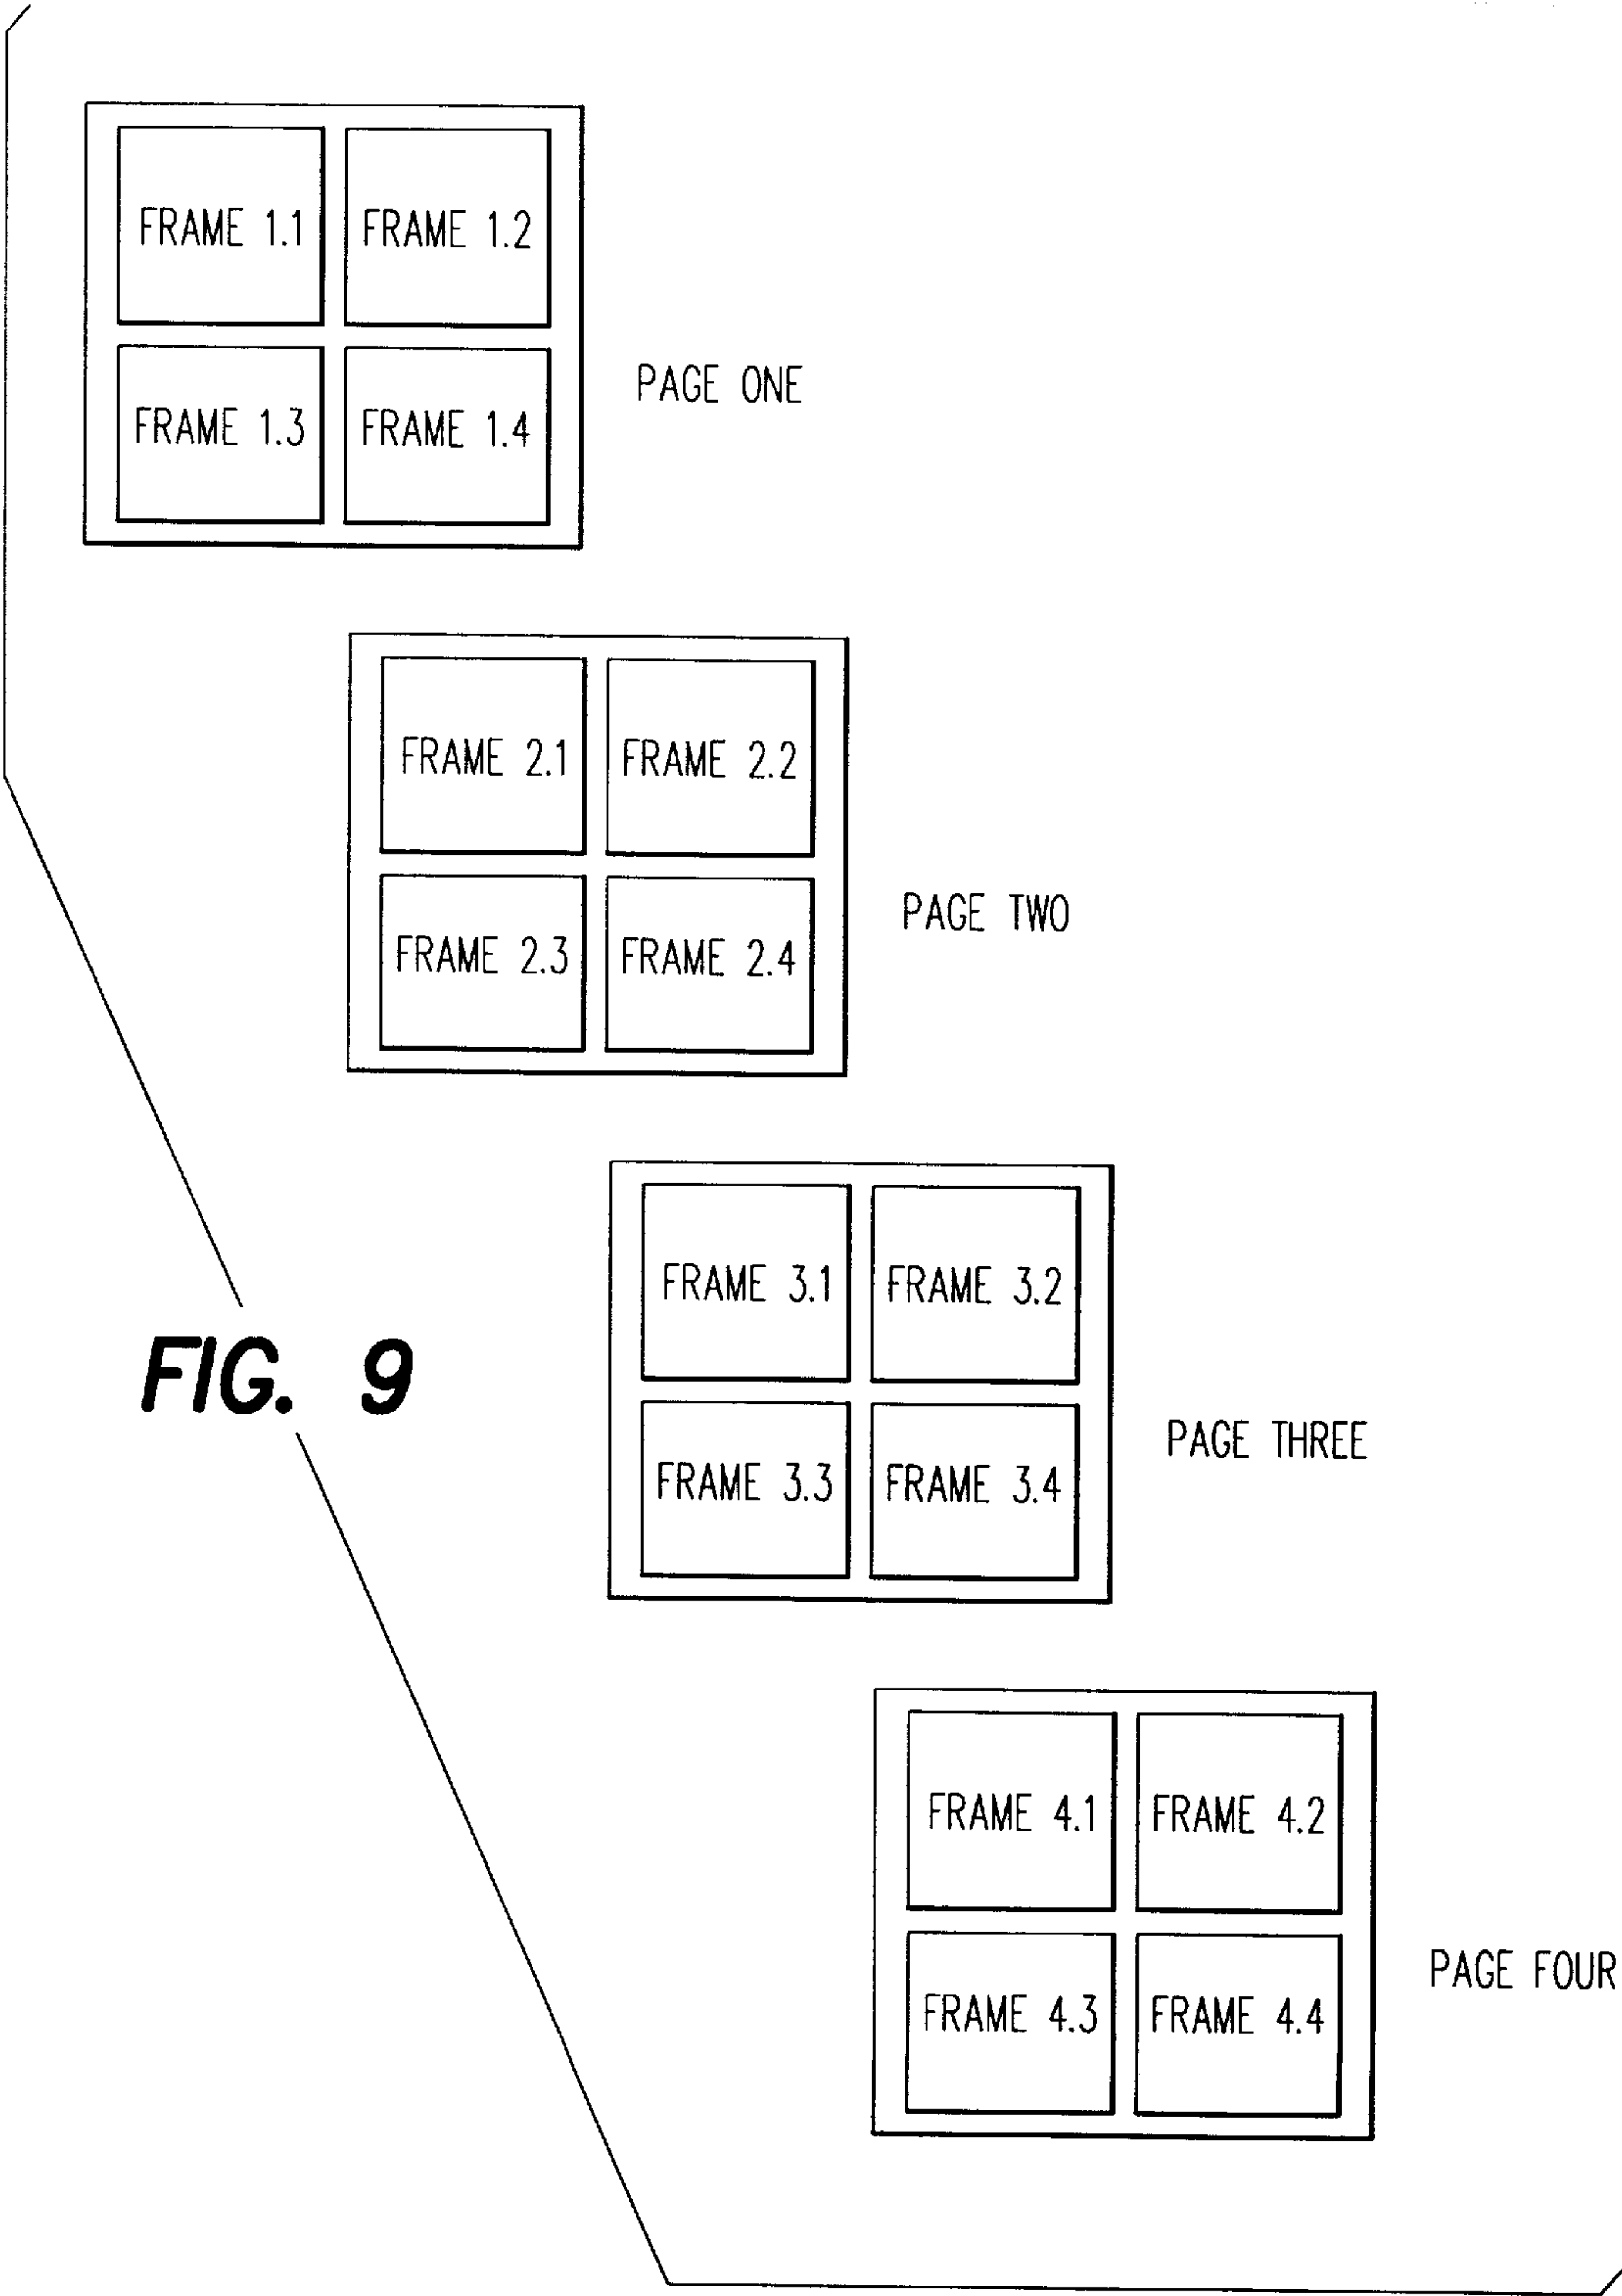 FRAME 1.1 FRAME 1.2
FRAME 1.3 FRAME 1.4
PAGE ONE
FRAME 2.1 FRAME 2.2
FRAME 2.3 FRAME 2.4
PAGE TWO
FRAME 3.1 FRAME 3.2
FRAME 3.3 FRAME 3.4
PAGE THREE
FIG. 9
FRAME 4.1 FRAME 4.2
FRAME 4.3 FRAME 4.4
PAGE FOUR